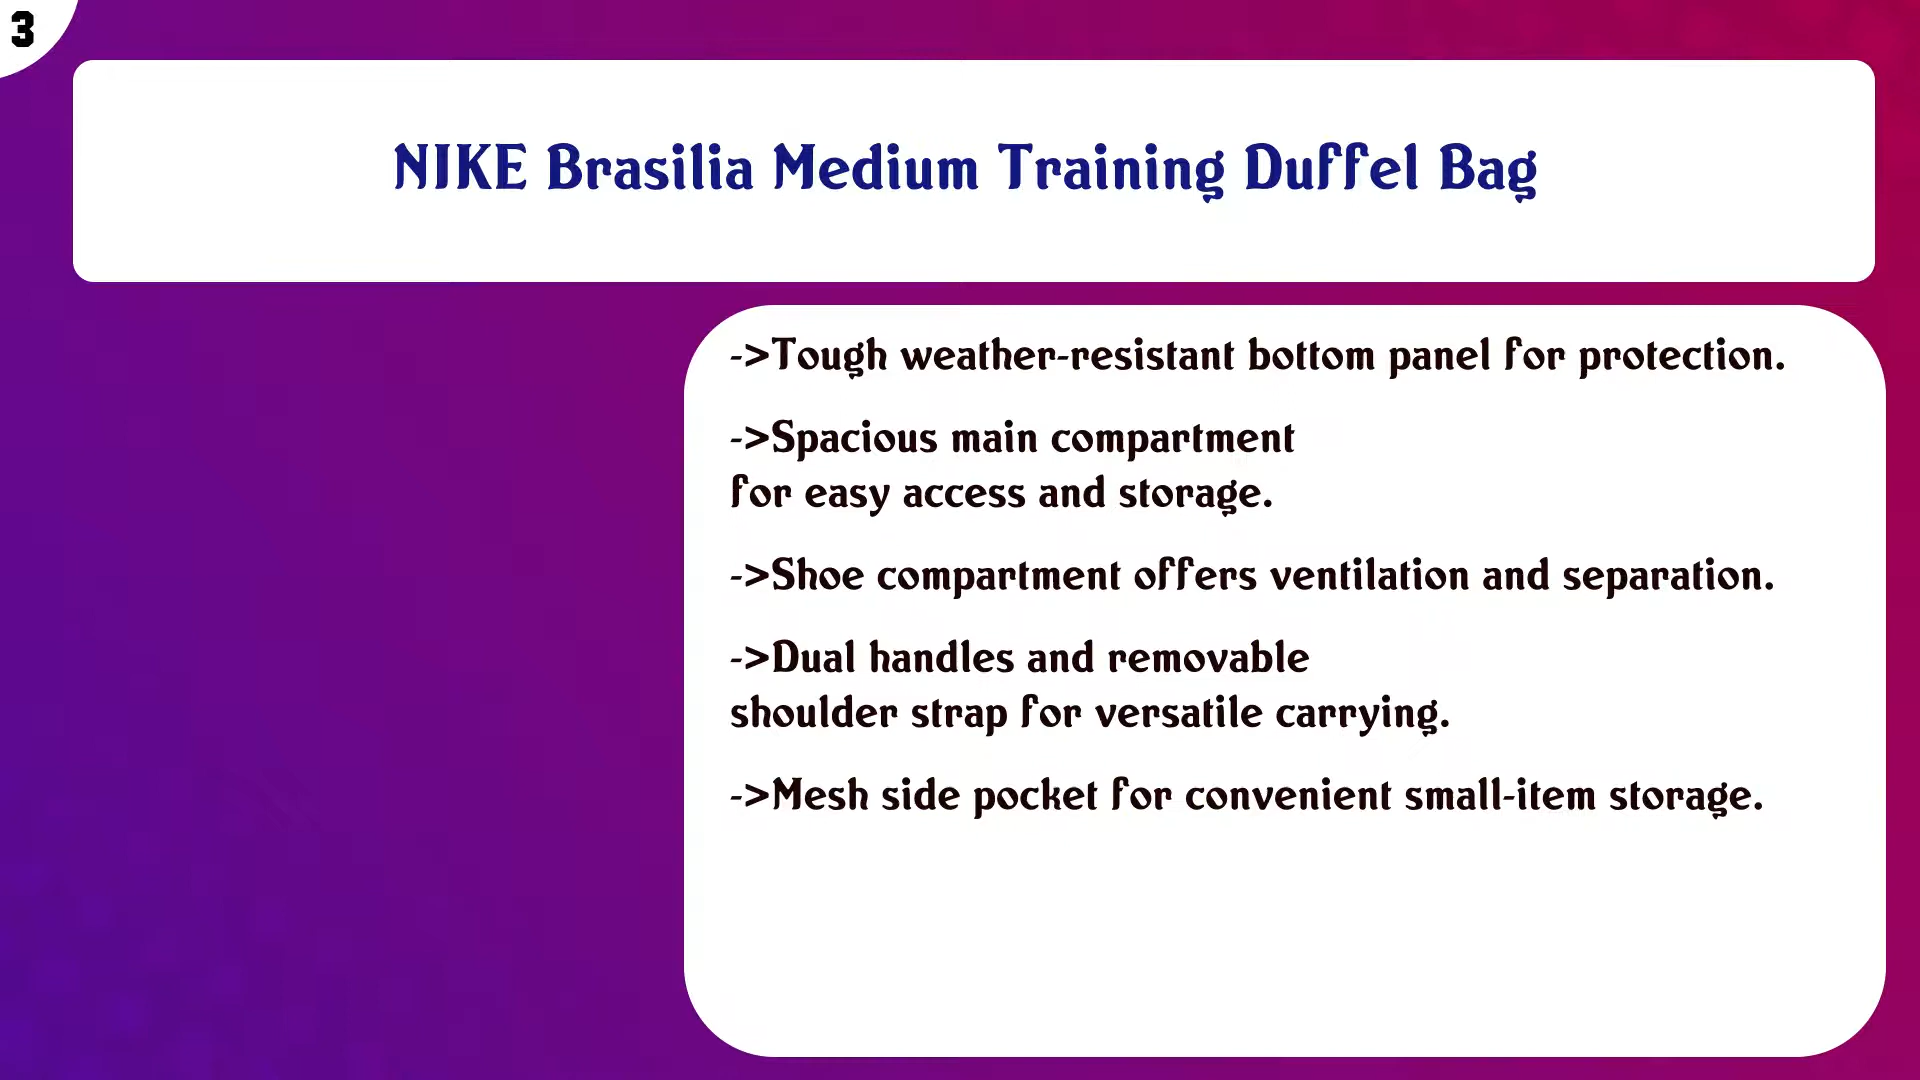 3
NIKE Brasilia Medium Training Duffel Bag
->Tough weather-resistant bottom panel for protection.
->Spacious main compartment
for easy access and storage.
->Shoe compartment offers ventilation and separation.
->Dual handles and removable
shoulder strap for versatile carrying.
->Mesh side pocket for convenient small-item storage.